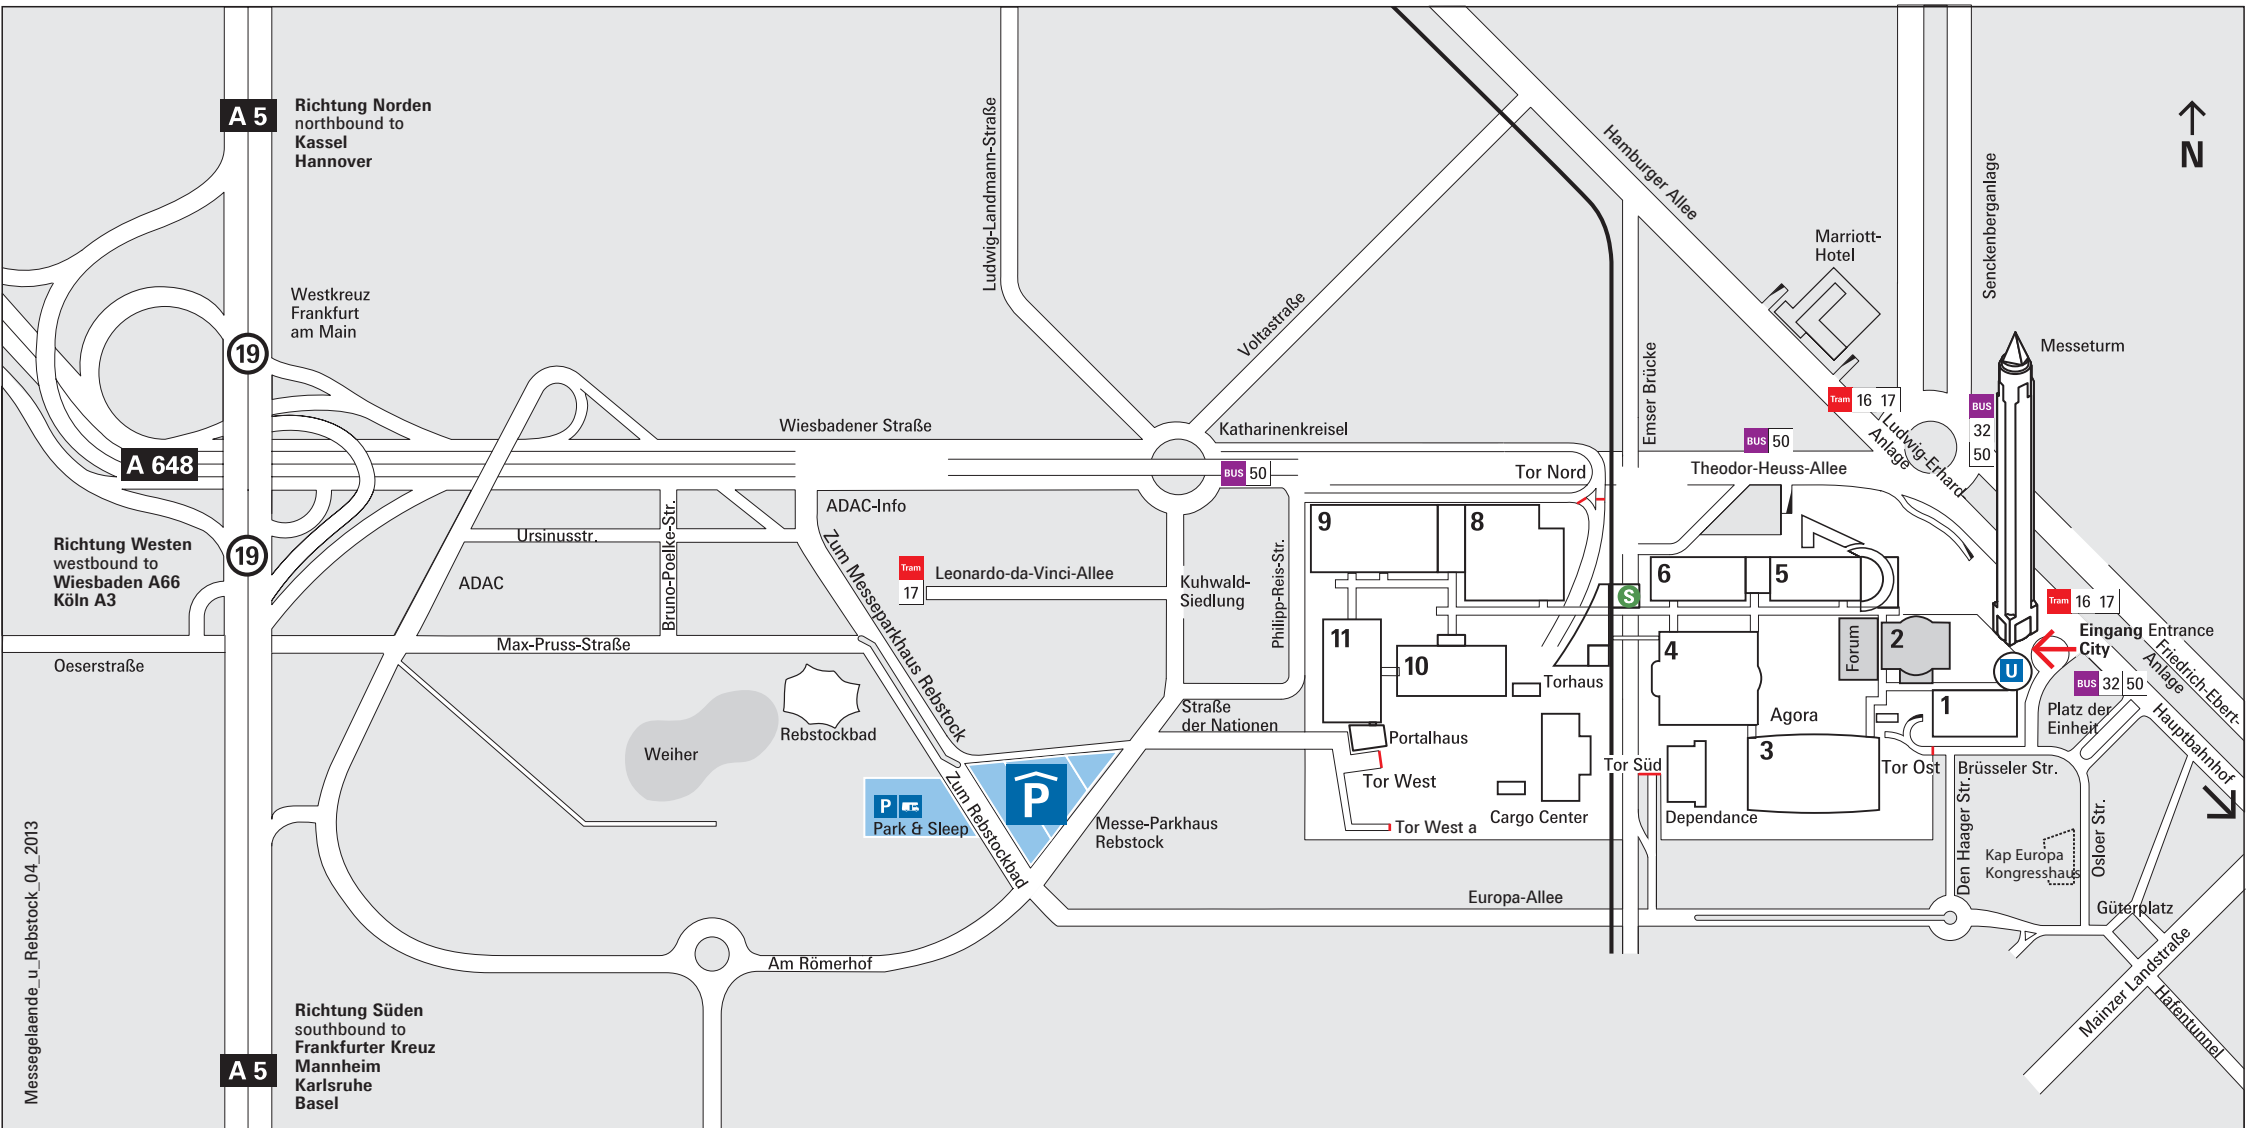 A 5
Richtung Norden
northbound to
Kassel
Hannover
N
Ludwig-Landmann-Straße
Hamburger Allee
Senckenberganlage
Marriott-
Hotel
Westkreuz
Frankfurt
am Main
19
Voltastraße
Emser Brücke
Messeturm
Tram 16 17
BUS
32
50
Ludwig-Erhard-
Anlage
Wiesbadener Straße
Katharinenkreisel
BUS 50
A 648
BUS 50
Tor Nord
Theodor-Heuss-Allee
ADAC-Info
Ursinusstr.
Bruno-Poelke-Str.
Zum Messeparkhaus Rebstock
9
8
Richtung Westen
westbound to
Wiesbaden A66
Köln A3
19
ADAC
Tram
17
Leonardo-da-Vinci-Allee
Kuhwald-
Siedlung
Philipp-Reis-Str.
6
5
S
Tram 16 17
Oeserstraße
Max-Pruss-Straße
11
10
4
Forum
2
Eingang Entrance
City
U
Friedrich-Ebert-
Anlage
BUS 32 50
Torhaus
Straße
der Nationen
1
Platz der
Einheit
Hauptbahnhof
Rebstockbad
Weiher
Agora
Portalhaus
3
Tor West
Tor Süd
Tor Ost
Brüsseler Str.
P
P
Park & Sleep
Zum Rebstockbad
Messe-Parkhaus
Rebstock
Tor West a
Cargo Center
Dependance
Den Haager Str.
Osloer Str.
Kap Europa
Kongresshaus
Europa-Allee
Güterplatz
Am Römerhof
Mainzer Landstraße
Hafentunnel
Messegelaende_u_Rebstock_04_2013
Richtung Süden
southbound to
Frankfurter Kreuz
Mannheim
Karlsruhe
Basel
A 5